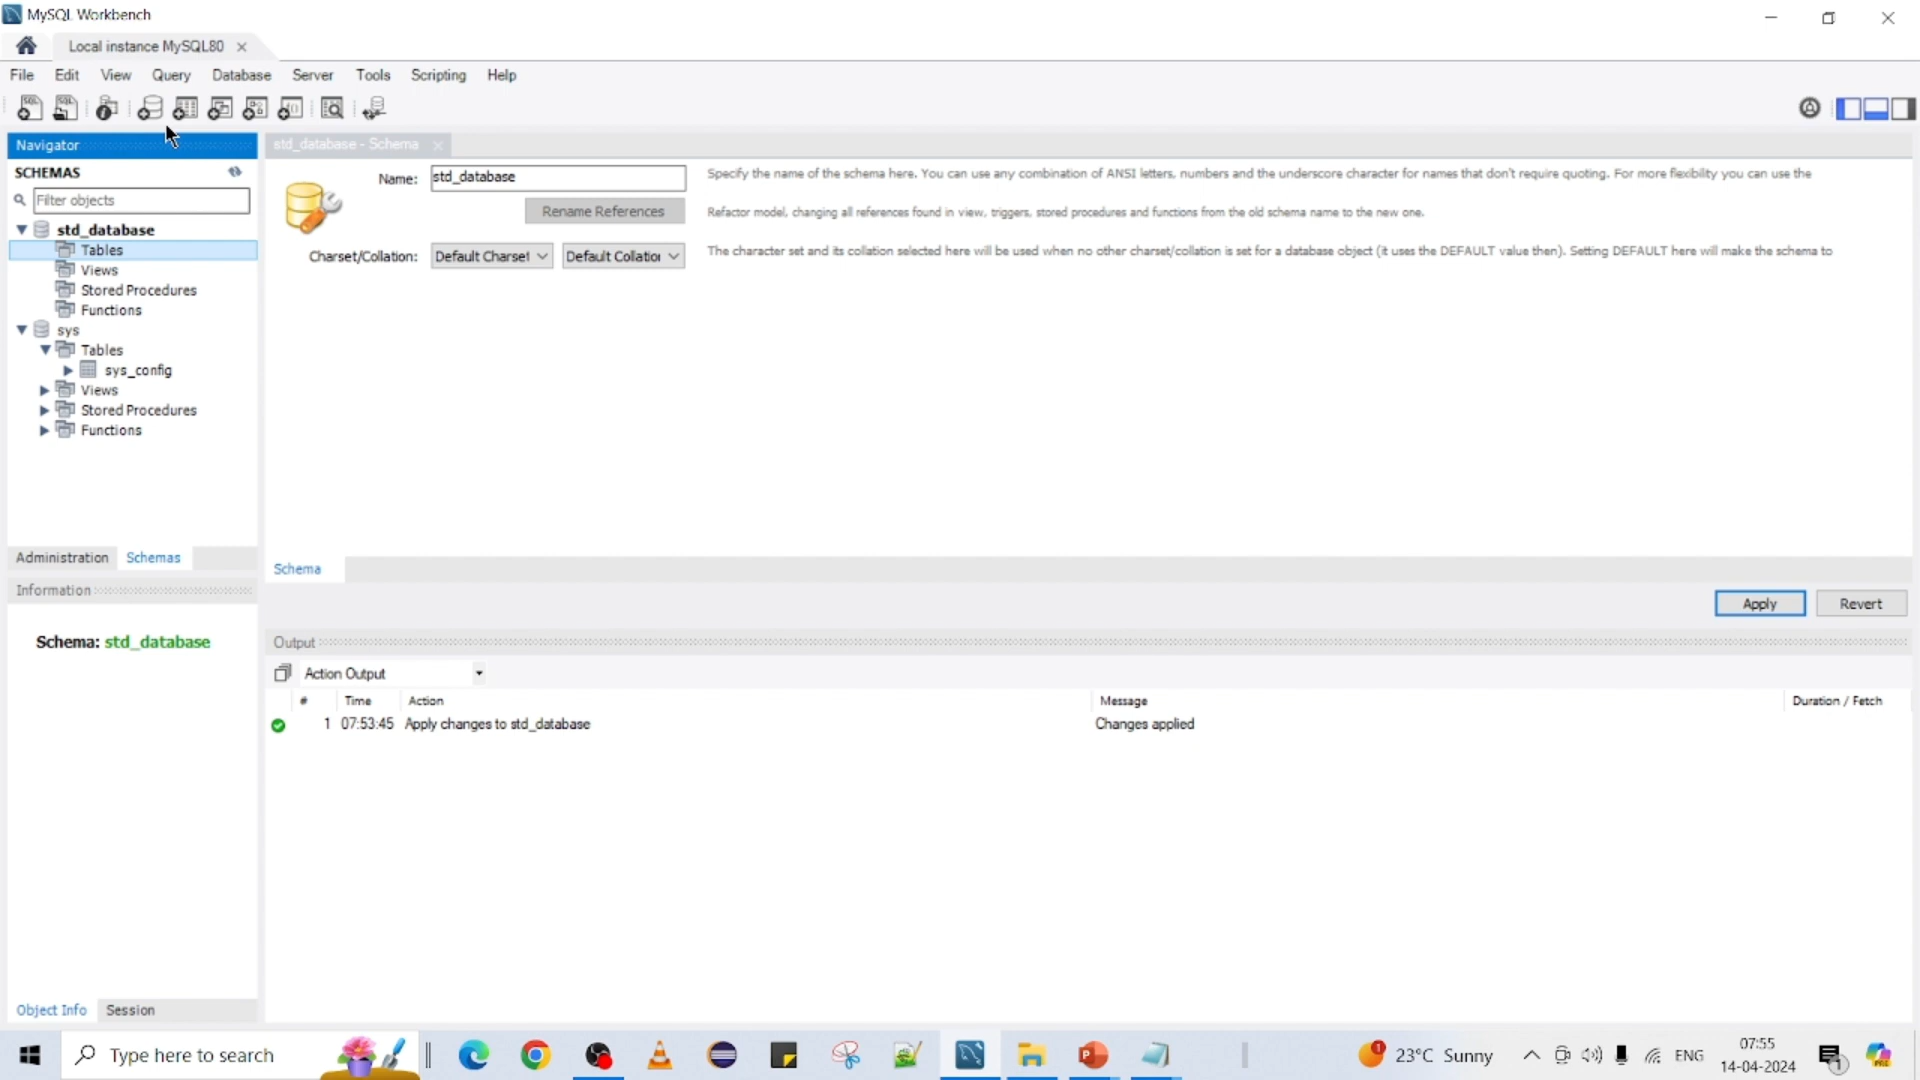 MySQL Workbench
Local instance MySQL80
File Edit View Query Database Server Tools Scripting Help
Navigator
SCHEMAS
Filter objects
std_database
Tables
Views
Stored Procedures
Functions
sys
Tables
sys_config
Views
Stored Procedures
Functions
Administration Schemas
Information
Schema: std_database
Object Info Session
std_database - Schema
Name: std_database
Specify the name of the schema here. You can use any combination of ANSI letters, numbers and the underscore character for names that don't require quoting. For more flexibility you can use the
Rename References
Refactor model, changing all references found in view, triggers, stored procedures and functions from the old schema name to the new one.
Charset/Collation: Default Charset Default Collation
The character set and its collation selected here will be used when no other charset/collation is set for a database object (it uses the DEFAULT value then). Setting DEFAULT here will make the schema to
Schema
Apply Revert
Output
Action Output
# Time Action Message Duration / Fetch
1 07:53:45 Apply changes to std_database Changes applied
Type here to search
23°C Sunny
ENG
07:55
14-04-2024